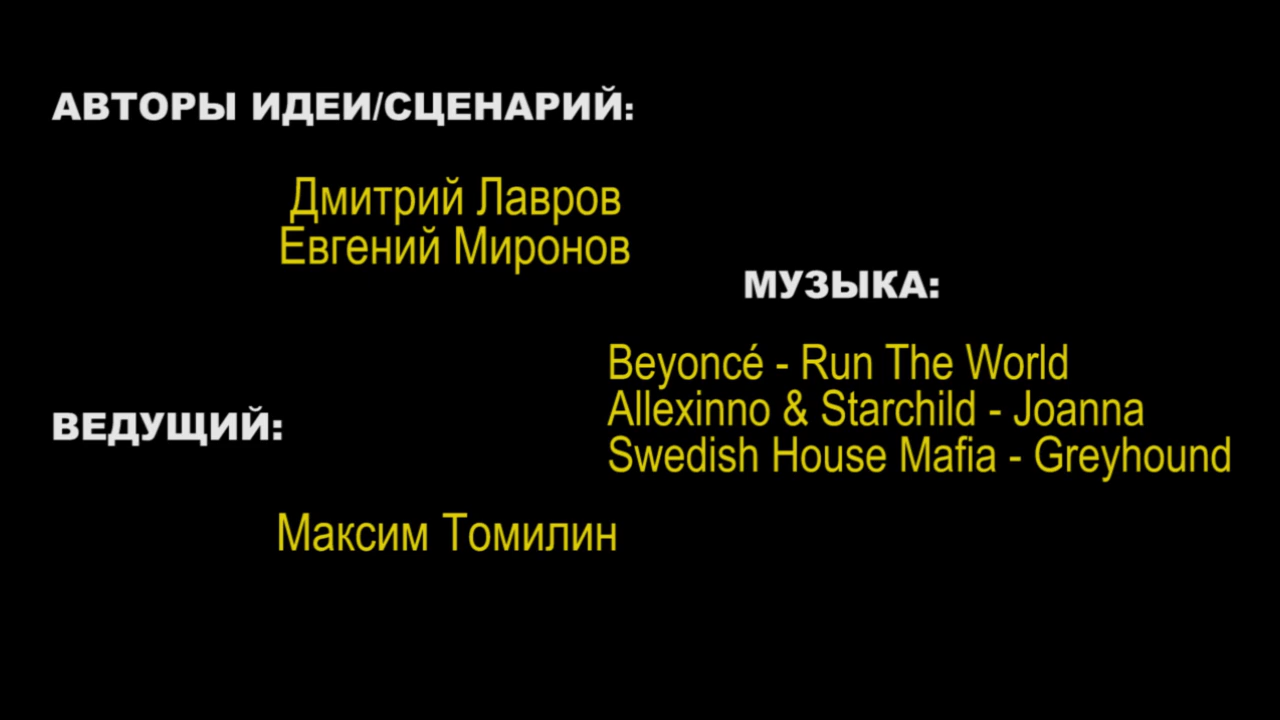 АВТОРЫ ИДЕИ/СЦЕНАРИЙ:
Дмитрий Лавров
Евгений Миронов
МУЗЫКА:
Beyoncé - Run The World
Allexinno & Starchild - Joanna
Swedish House Mafia - Greyhound
ВЕДУЩИЙ:
Максим Томилин